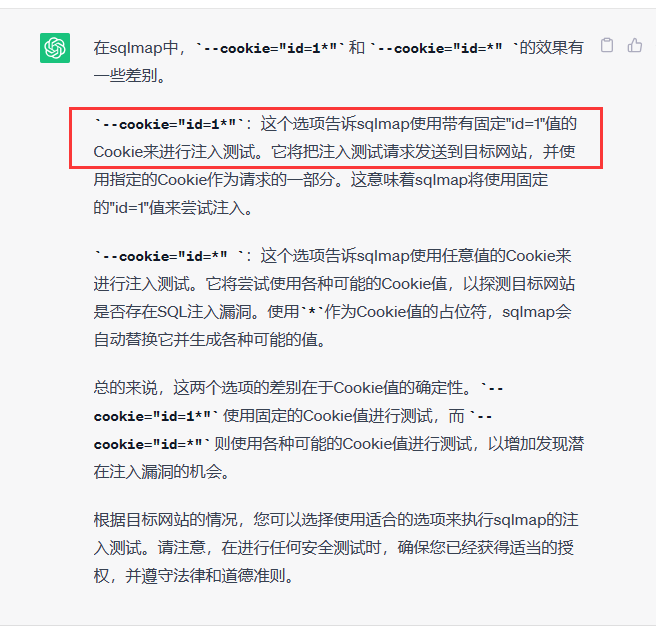 在sqlmap中，`--cookie="id=1*"` 和 `--cookie="id=*" `的效果有
一些差别。
`--cookie="id=1*"`：这个选项告诉sqlmap使用带有固定"id=1"值的
Cookie来进行注入测试。它将把注入测试请求发送到目标网站，并使
用指定的Cookie作为请求的一部分。这意味着sqlmap将使用固定
的"id=1"值来尝试注入。
`--cookie="id=*" `：这个选项告诉sqlmap使用任意值的Cookie来
进行注入测试。它将尝试使用各种可能的Cookie值，以探测目标网站
是否存在SQL注入漏洞。使用`*`作为Cookie值的占位符，sqlmap会
自动替换它并生成各种可能的值。
总的来说，这两个选项的差别在于Cookie值的确定性。`--
cookie="id=1*"` 使用固定的Cookie值进行测试，而 `--
cookie="id=*"` 则使用各种可能的Cookie值进行测试，以增加发现潜
在注入漏洞的机会。
根据目标网站的情况，您可以选择使用适合的选项来执行sqlmap的注
入测试。请注意，在进行任何安全测试时，确保您已经获得适当的授
权，并遵守法律和道德准则。